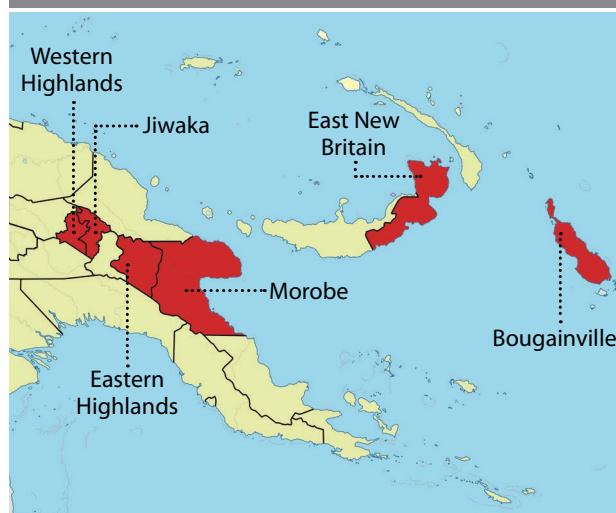 Western
Highlands
Jiwaka
East New
Britain
Morobe
Bougainville
Eastern
Highlands